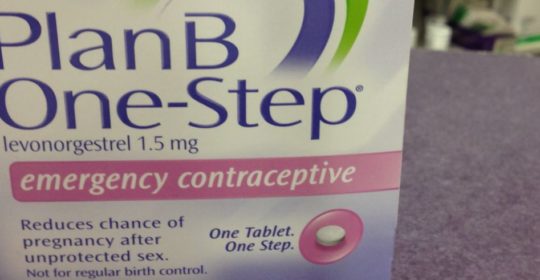 Plan B
One-Step®
levonorgestrel 1.5 mg
emergency contraceptive
Reduces chance of
pregnancy after
unprotected sex.
Not for regular birth control.
One Tablet.
One Step.